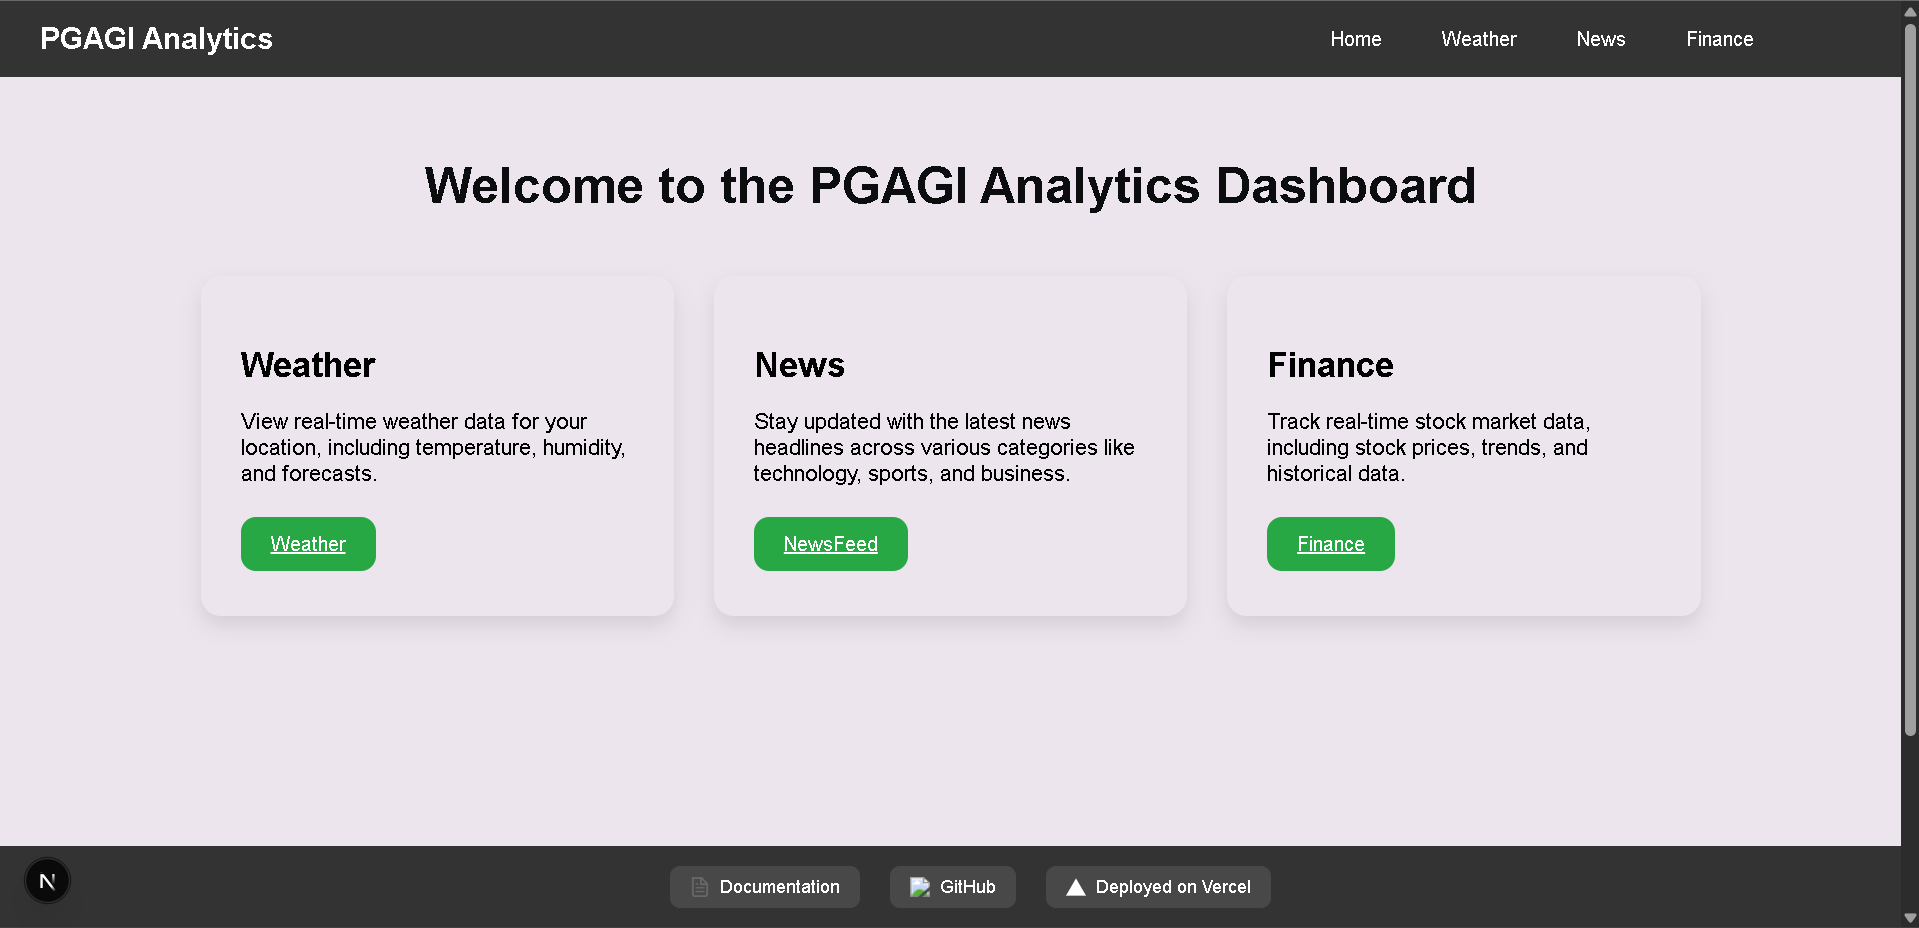 PGAGI Analytics
Home
Weather
News
Finance
Welcome to the PGAGI Analytics Dashboard
Weather
View real-time weather data for your
location, including temperature, humidity,
and forecasts.
Weather
News
Stay updated with the latest news
headlines across various categories like
technology, sports, and business.
NewsFeed
Finance
Track real-time stock market data,
including stock prices, trends, and
historical data.
Finance
N
Documentation
GitHub
Deployed on Vercel